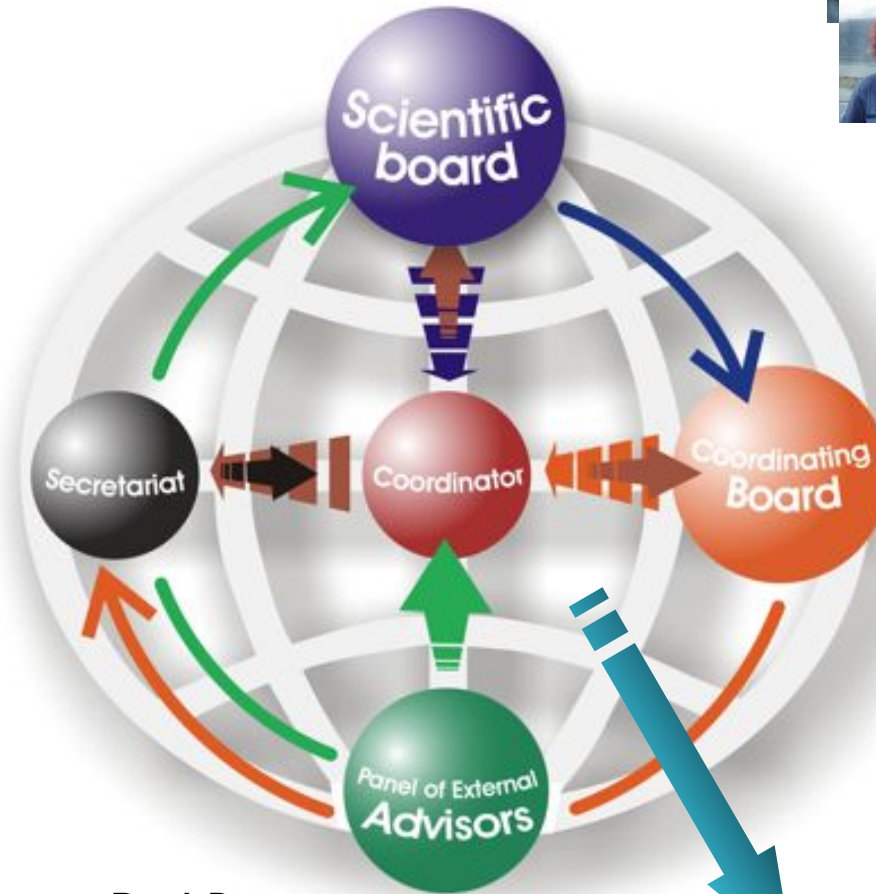 Scientific
board
Secretariat
Coordinator
Coordinating
Board
Panel of External
Advisors